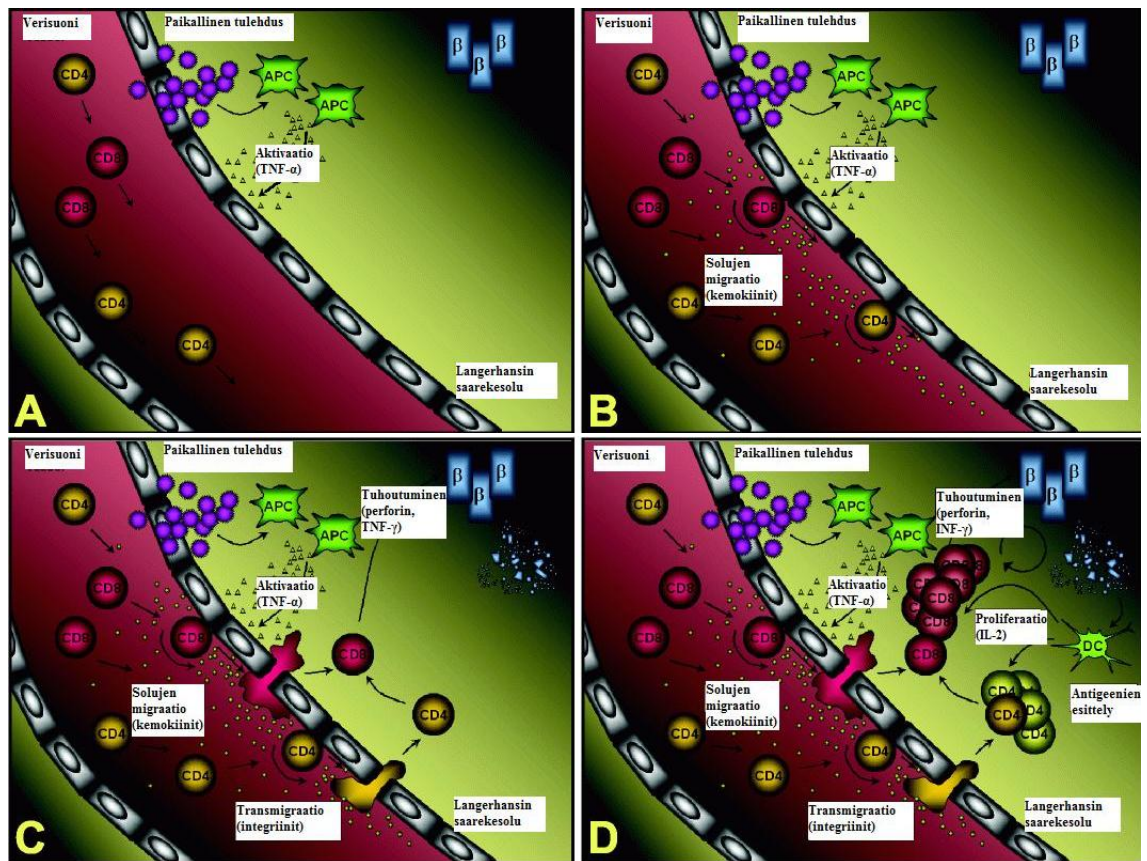 Verisuoni
Paikallinen tulehdus
β
β
β
CD4
APC
APC
CD8
Aktivaatio
(TNF-α)
CD8
CD4
CD4
Langerhansin
saarekesolu
A
Verisuoni
Paikallinen tulehdus
β
β
β
CD4
APC
APC
CD8
Aktivaatio
(TNF-α)
CD8
CD8
Solujen
migraatio
(kemokiinit)
CD4
CD4
CD4
Langerhansin
saarekesolu
B
Verisuoni
Paikallinen tulehdus
β
β
β
CD4
APC
Tuhoutuminen
(perforin,
TNF-γ)
APC
CD8
Aktivaatio
(TNF-α)
CD8
CD8
CD8
Solujen
migraatio
(kemokiinit)
CD4
CD4
CD4
CD4
Transmigraatio
(integriinit)
Langerhansin
saarekesolu
C
Verisuoni
Paikallinen tulehdus
β
β
β
CD4
APC
Tuhoutuminen
(perforin,
INF-γ)
APC
CD8
Aktivaatio
(TNF-α)
CD8
CD8
CD8
CD8
CD8
Proliferaatio
(IL-2)
DC
CD8
Solujen
migraatio
(kemokiinit)
CD4
CD4
CD4
CD4
Antigeenien
esittely
CD4
CD4
CD4
Transmigraatio
(integriinit)
Langerhansin
saarekesolu
D